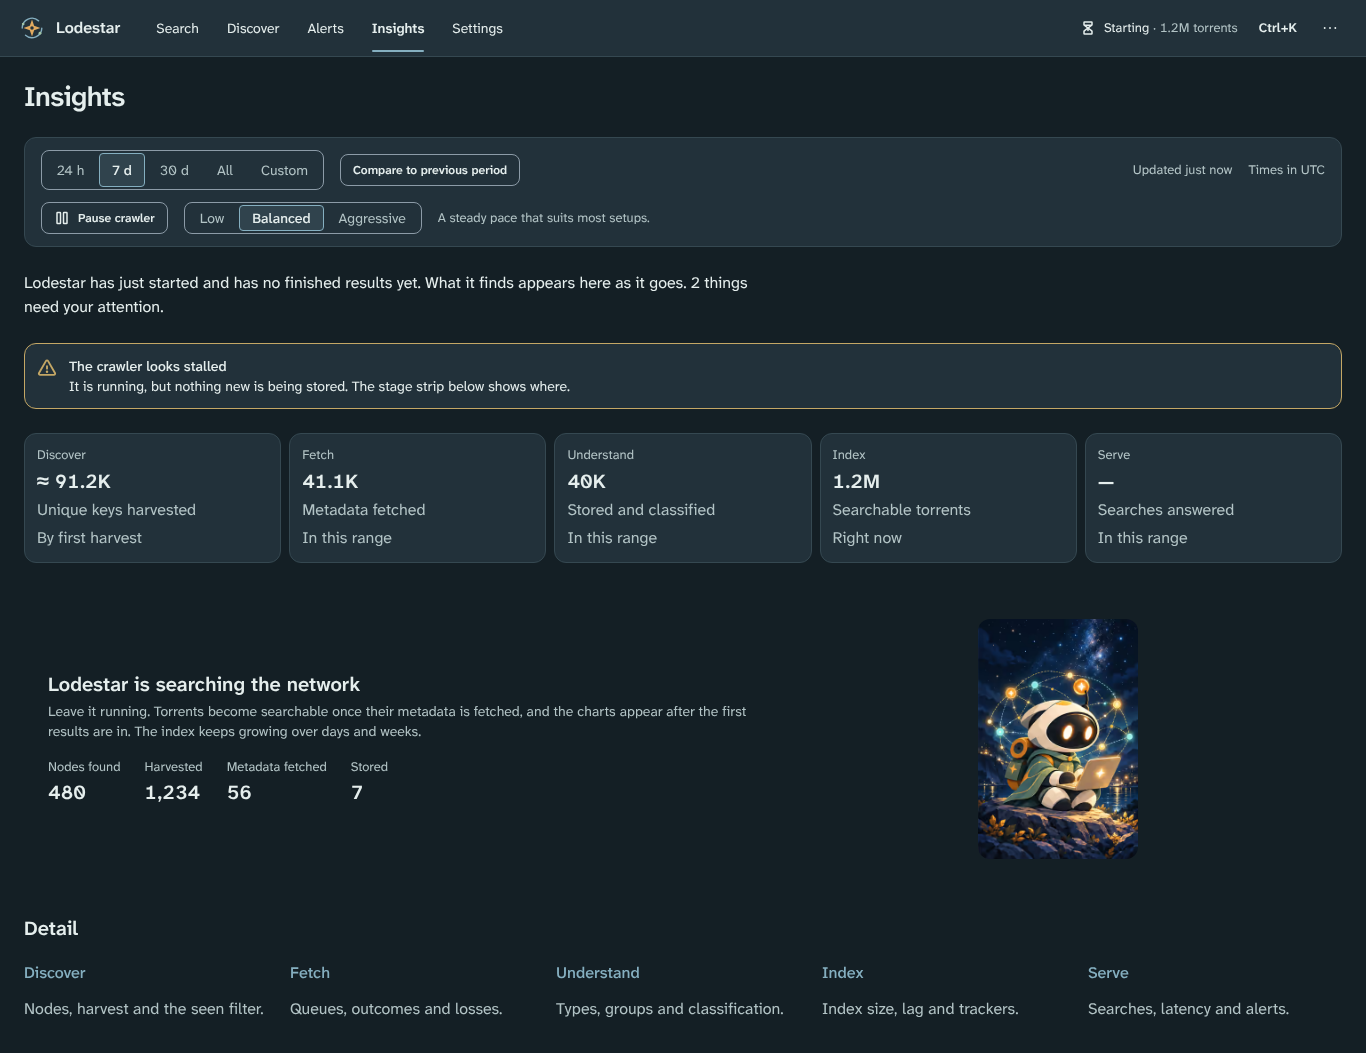 Lodestar
Search
Discover
Alerts
Insights
Settings
Starting · 1.2M torrents
Ctrl+K
···
Insights
24 h
7 d
30 d
All
Custom
Compare to previous period
Updated just now
Times in UTC
Pause crawler
Low
Balanced
Aggressive
A steady pace that suits most setups.
Lodestar has just started and has no finished results yet. What it finds appears here as it goes. 2 things
need your attention.
The crawler looks stalled
It is running, but nothing new is being stored. The stage strip below shows where.
Discover
≈ 91.2K
Unique keys harvested
By first harvest
Fetch
41.1K
Metadata fetched
In this range
Understand
40K
Stored and classified
In this range
Index
1.2M
Searchable torrents
Right now
Serve
—
Searches answered
In this range
Lodestar is searching the network
Leave it running. Torrents become searchable once their metadata is fetched, and the charts appear after the first
results are in. The index keeps growing over days and weeks.
Nodes found
480
Harvested
1,234
Metadata fetched
56
Stored
7
Detail
Discover
Nodes, harvest and the seen filter.
Fetch
Queues, outcomes and losses.
Understand
Types, groups and classification.
Index
Index size, lag and trackers.
Serve
Searches, latency and alerts.